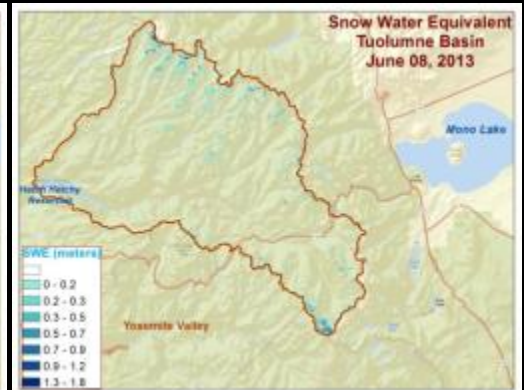 Snow Water Equivalent
Tuolumne Basin
June 08, 2013
Mono Lake
Hetch Hetchy
Reservoir
SWE (meters)
0 - 0.2
0.2 - 0.3
0.3 - 0.5
0.5 - 0.7
0.7 - 0.9
0.9 - 1.2
1.3 - 1.8
Yosemite Valley